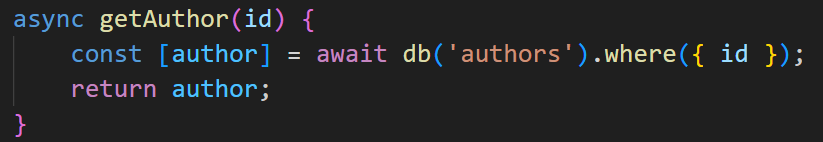 async getAuthor(id) {
    const [author] = await db('authors').where({ id });
    return author;
}